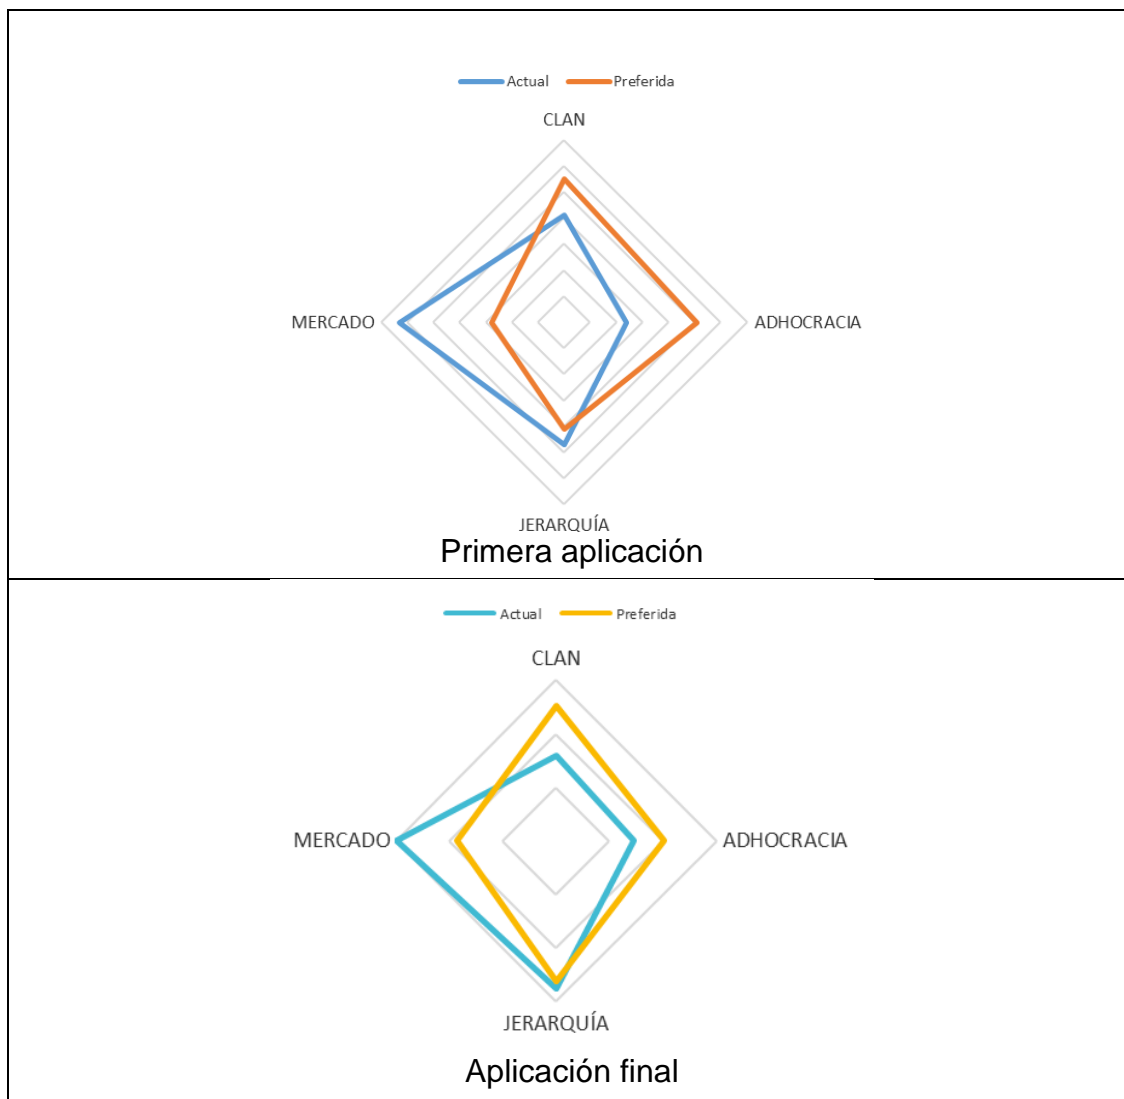 Actual Preferida
CLAN
MERCADO ADHOCRACIA
JERARQUÍA
Primera aplicación
Actual Preferida
CLAN
MERCADO ADHOCRACIA
JERARQUÍA
Aplicación final